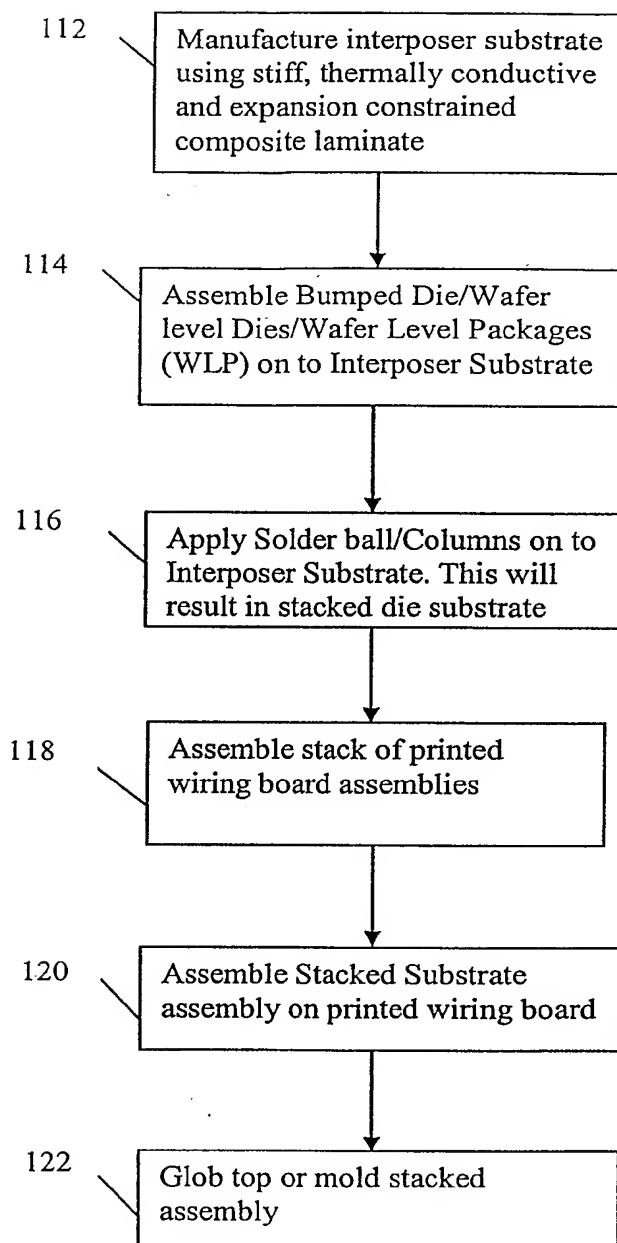 112
Manufacture interposer substrate
using stiff, thermally conductive
and expansion constrained
composite laminate
114
Assemble Bumped Die/Wafer
level Dies/Wafer Level Packages
(WLP) on to Interposer Substrate
116
Apply Solder ball/Columns on to
Interposer Substrate. This will
result in stacked die substrate
118
Assemble stack of printed
wiring board assemblies
120
Assemble Stacked Substrate
assembly on printed wiring board
122
Glob top or mold stacked
assembly